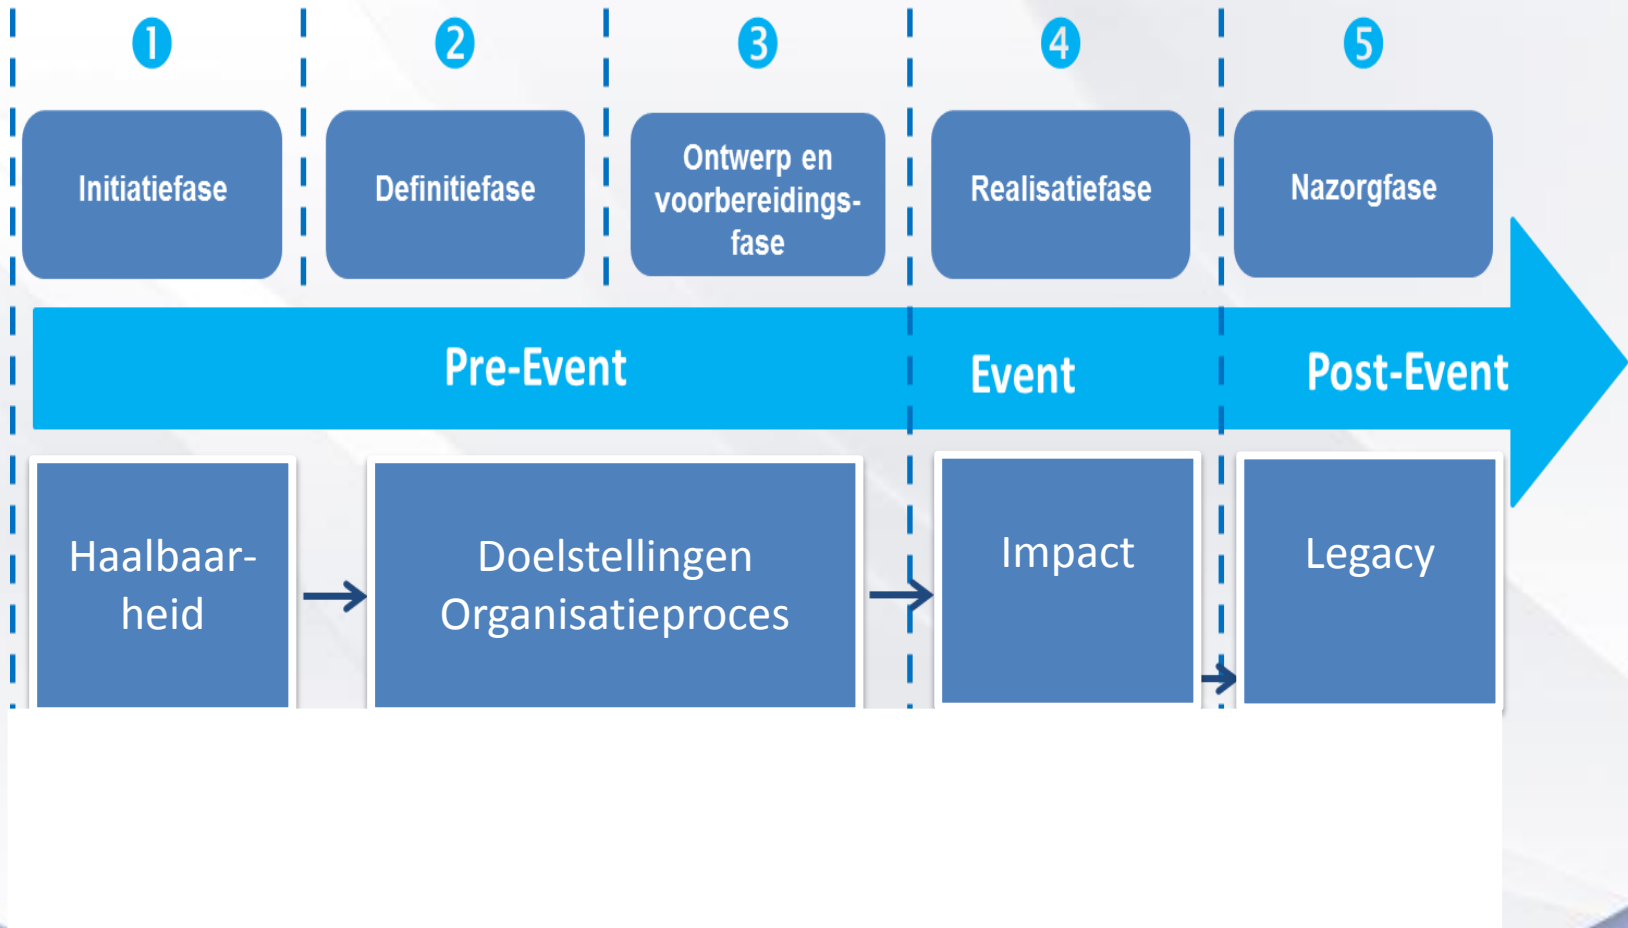 1 2 3 4 5
Initiatiefase
Definitiefase
Ontwerp en
voorbereidings-
fase
Realisatiefase
Nazorgfase
Pre-Event
Event
Post-Event
Haalbaar-
heid
Doelstellingen
Organisatieproces
Impact
Legacy